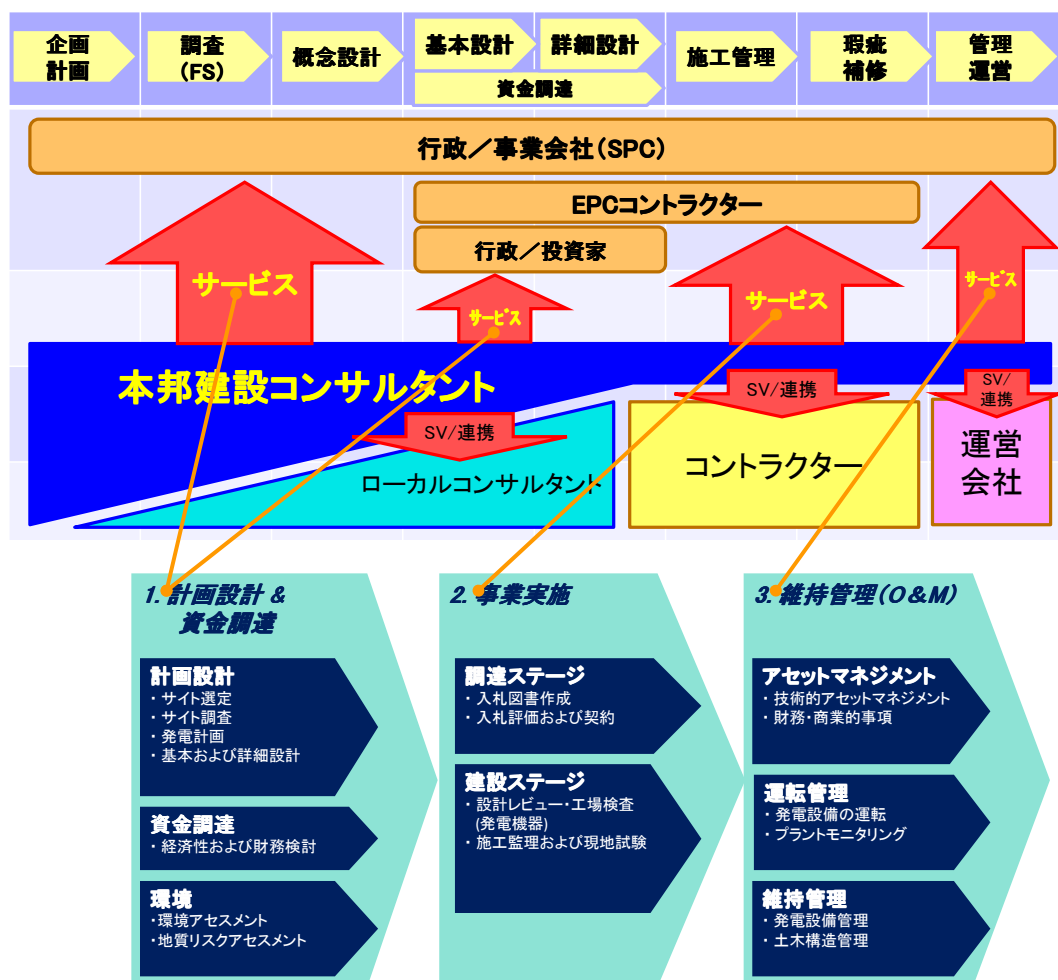 企画
計画
調査
(FS)
概念設計
基本設計
詳細設計
資金調達
施工管理
瑕疵
補修
管理
運営
行政／事業会社(SPC)
EPCコントラクター
行政／投資家
サービス
サービス
サービス
サービス
本邦建設コンサルタント
SV/連携
SV/連携
SV/
連携
ローカルコンサルタント
コントラクター
運営
会社
1. 計画設計 &
資金調達
計画設計
・サイト選定
・サイト調査
・発電計画
・基本および詳細設計
資金調達
・経済性および財務検討
環境
・環境アセスメント
・地質リスクアセスメント
2. 事業実施
調達ステージ
・入札図書作成
・入札評価および契約
建設ステージ
・設計レビュー・工場検査
(発電機器)
・施工監理および現地試験
3. 維持管理(O&M)
アセットマネジメント
・技術的アセットマネジメント
・財務・商業的事項
運転管理
・発電設備の運転
・プラントモニタリング
維持管理
・発電設備管理
・土木構造管理